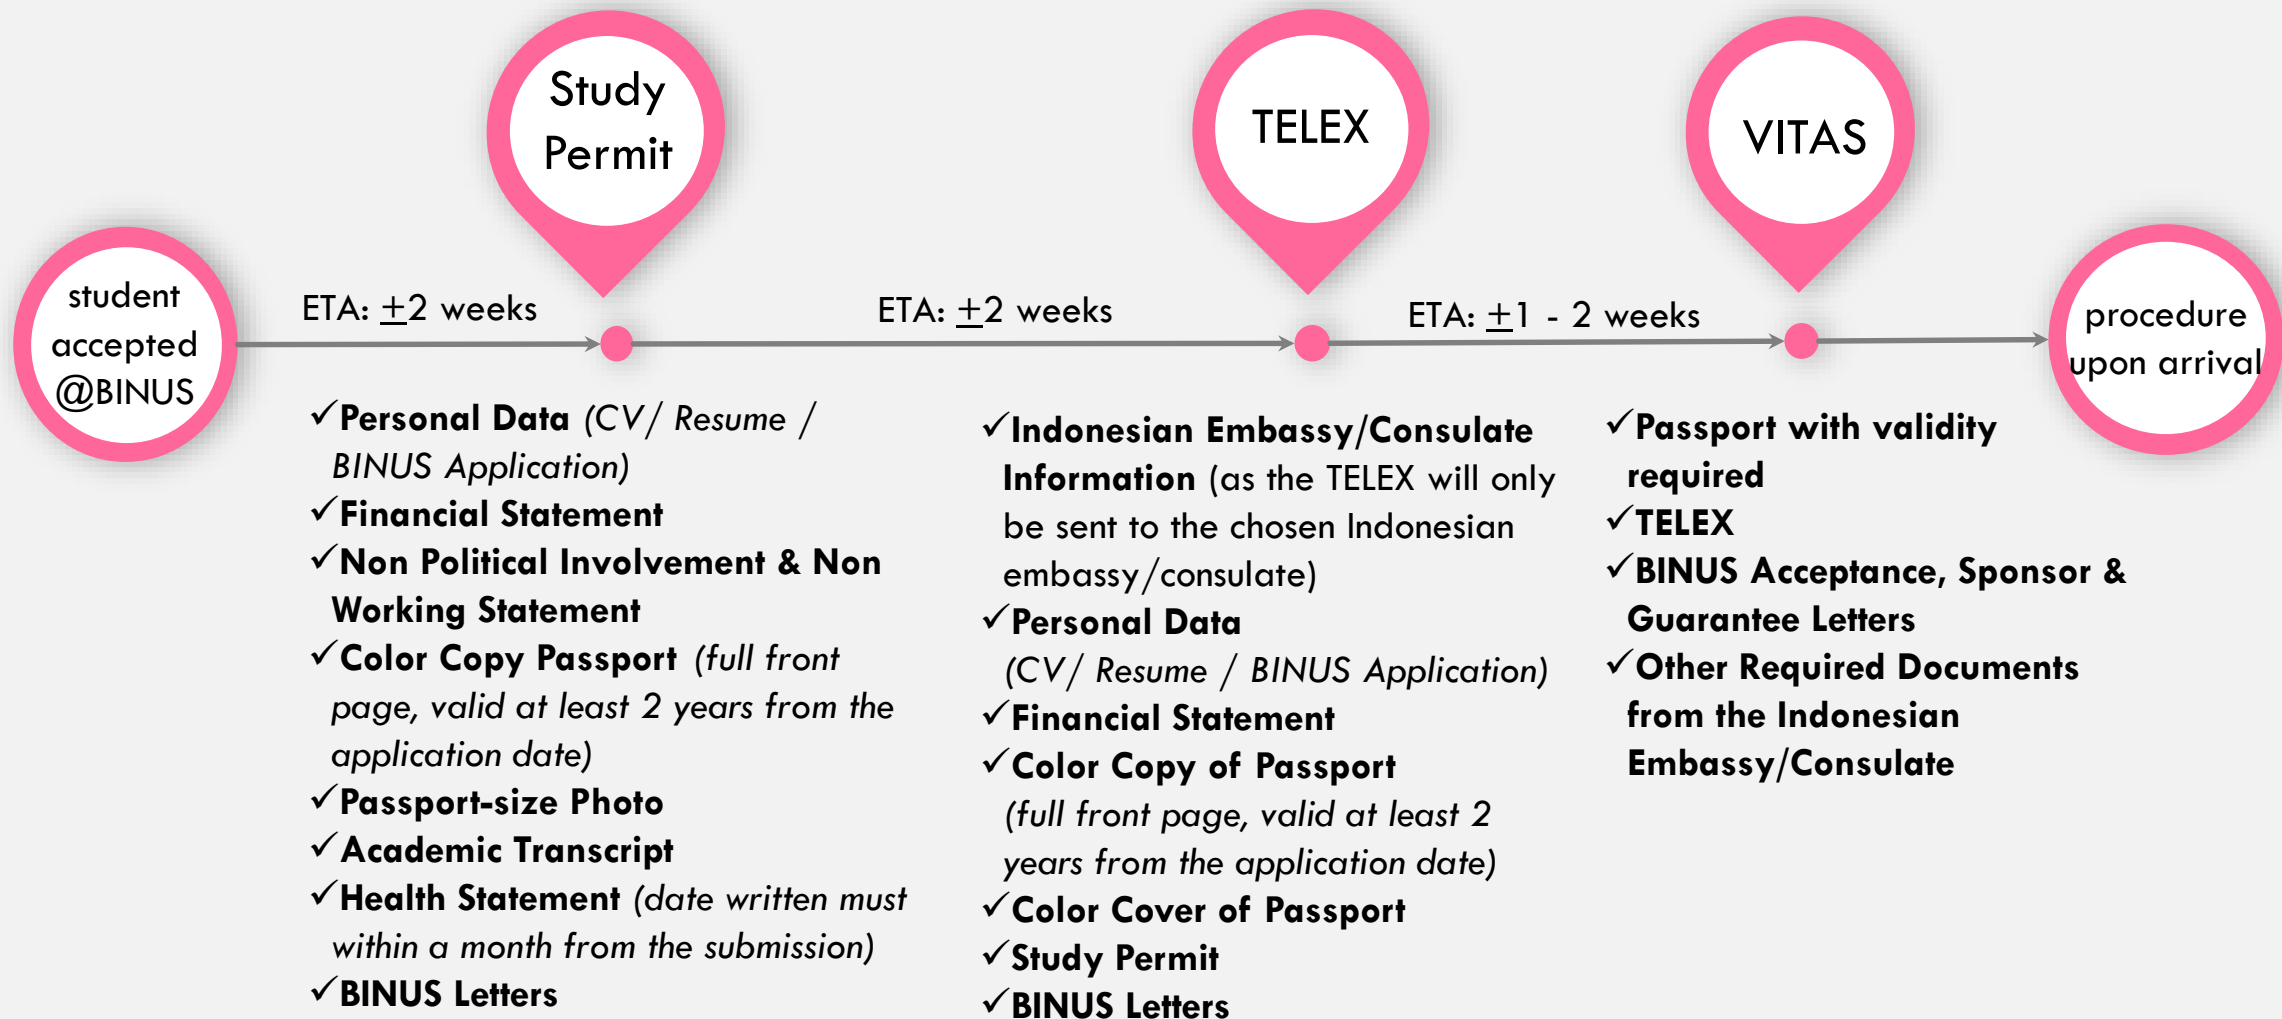 Study
Permit
TELEX
VITAS
student
accepted
@BINUS
ETA: ±2 weeks
ETA: ±2 weeks
ETA: ±1 - 2 weeks
procedure
upon arrival
✓Personal Data (CV/ Resume /
BINUS Application)
✓Financial Statement
✓Non Political Involvement & Non
Working Statement
✓Color Copy Passport (full front
page, valid at least 2 years from the
application date)
✓Passport-size Photo
✓Academic Transcript
✓Health Statement (date written must
within a month from the submission)
✓BINUS Letters
✓Indonesian Embassy/Consulate
Information (as the TELEX will only
be sent to the chosen Indonesian
embassy/consulate)
✓Personal Data
(CV/ Resume / BINUS Application)
✓Financial Statement
✓Color Copy of Passport
(full front page, valid at least 2
years from the application date)
✓Color Cover of Passport
✓Study Permit
✓BINUS Letters
✓Passport with validity
required
✓TELEX
✓BINUS Acceptance, Sponsor &
Guarantee Letters
✓Other Required Documents
from the Indonesian
Embassy/Consulate